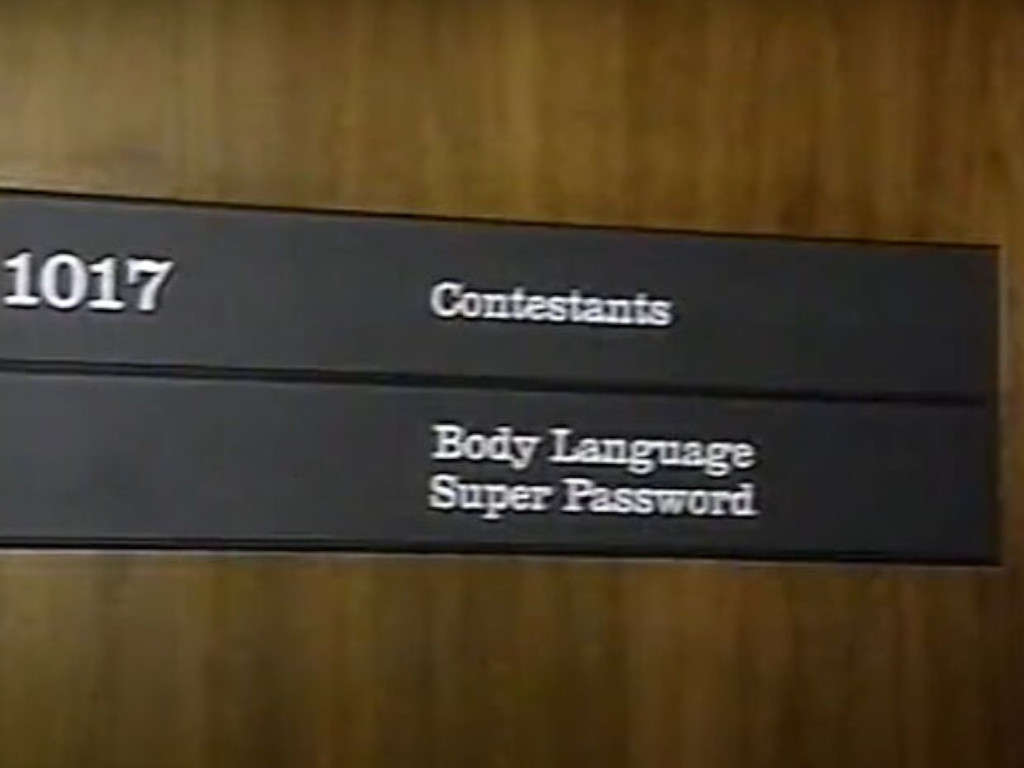 1017 Contestants
Body Language
Super Password